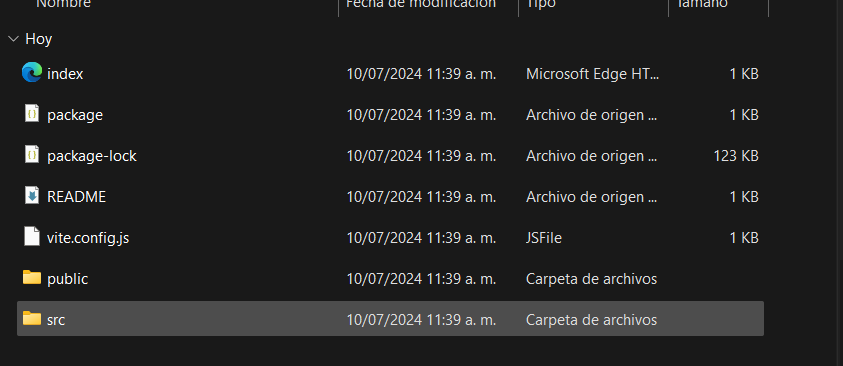 Nombre Fecha de modificación Tipo Tamaño
Hoy
index 10/07/2024 11:39 a. m. Microsoft Edge HT... 1 KB
package 10/07/2024 11:39 a. m. Archivo de origen ... 1 KB
package-lock 10/07/2024 11:39 a. m. Archivo de origen ... 123 KB
README 10/07/2024 11:39 a. m. Archivo de origen ... 1 KB
vite.config.js 10/07/2024 11:39 a. m. JSFile 1 KB
public 10/07/2024 11:39 a. m. Carpeta de archivos
src 10/07/2024 11:39 a. m. Carpeta de archivos